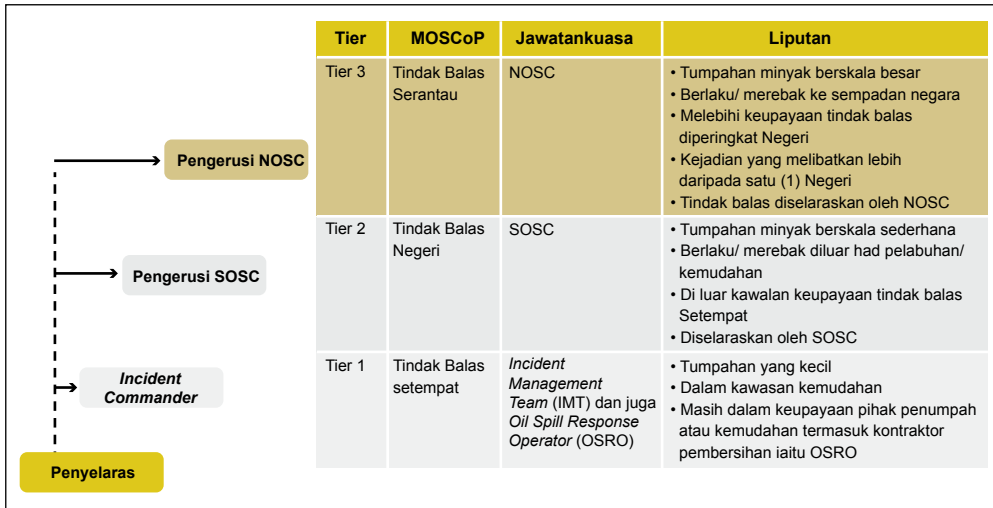 Tier MOSCoP Jawatankuasa Liputan
Pengerusi NOSC
Tier 3
Tindak Balas
Serantau
NOSC
• Tumpahan minyak berskala besar
• Berlaku/ merebak ke sempadan negara
• Melebihi keupayaan tindak balas
diperingkat Negeri
• Kejadian yang melibatkan lebih
daripada satu (1) Negeri
• Tindak balas diselaraskan oleh NOSC
Pengerusi SOSC
Tier 2
Tindak Balas
Negeri
SOSC
• Tumpahan minyak berskala sederhana
• Berlaku/ merebak diluar had pelabuhan/
kemudahan
• Di luar kawalan keupayaan tindak balas
Setempat
• Diselaraskan oleh SOSC
Incident
Commander
Tier 1
Tindak Balas
setempat
Incident
Management
Team (IMT) dan juga
Oil Spill Response
Operator (OSRO)
• Tumpahan yang kecil
• Dalam kawasan kemudahan
• Masih dalam keupayaan pihak penumpah
atau kemudahan termasuk kontraktor
pembersihan iaitu OSRO
Penyelaras